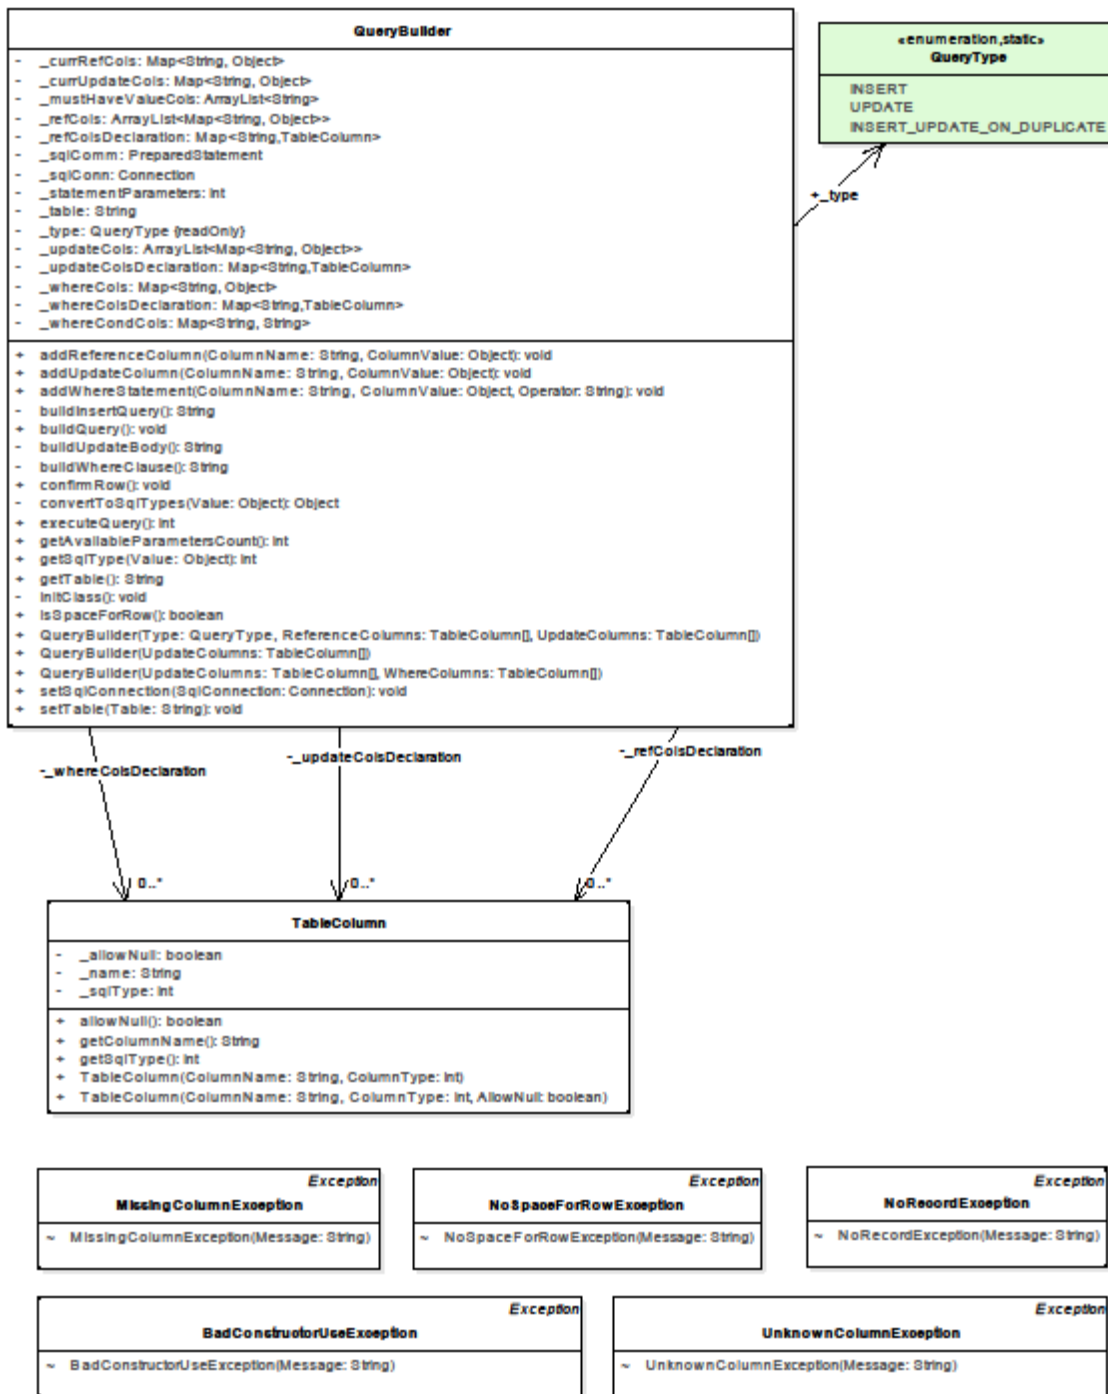 QueryBuilder
- _currRefCols: Map<String, Object>
- _currUpdateCols: Map<String, Object>
- _mustHaveValueCols: ArrayList<String>
- _refCols: ArrayList<Map<String, Object>>
- _refColsDeclaration: Map<String,TableColumn>
- _sqlComm: PreparedStatement
- _sqlConn: Connection
- _statementParameters: int
- _table: String
- _type: QueryType {readOnly}
- _updateCols: ArrayList<Map<String, Object>>
- _updateColsDeclaration: Map<String,TableColumn>
- _whereCols: Map<String, Object>
- _whereColsDeclaration: Map<String,TableColumn>
- _whereCondCols: Map<String, String>
+ addReferenceColumn(ColumnName: String, ColumnValue: Object): void
+ addUpdateColumn(ColumnName: String, ColumnValue: Object): void
+ addWhereStatement(ColumnName: String, ColumnValue: Object, Operator: String): void
- buildInsertQuery(): String
+ buildQuery(): void
- buildUpdateBody(): String
- buildWhereClause(): String
+ confirmRow(): void
- convertToSqlTypes(Value: Object): Object
+ executeQuery(): int
+ getAvailableParametersCount(): int
+ getSqlType(Value: Object): int
+ getTable(): String
- initClass(): void
+ isSpaceForRow(): boolean
+ QueryBuilder(Type: QueryType, ReferenceColumns: TableColumn[], UpdateColumns: TableColumn[])
+ QueryBuilder(UpdateColumns: TableColumn[])
+ QueryBuilder(UpdateColumns: TableColumn[], WhereColumns: TableColumn[])
+ setSqlConnection(SqlConnection: Connection): void
+ setTable(Table: String): void
«enumeration,static»
QueryType
INSERT
UPDATE
INSERT_UPDATE_ON_DUPLICATE
+_type
-_whereColsDeclaration
-_updateColsDeclaration
-_refColsDeclaration
0..*
0..*
0..*
TableColumn
- _allowNull: boolean
- _name: String
- _sqlType: int
+ allowNull(): boolean
+ getColumnName(): String
+ getSqlType(): int
+ TableColumn(ColumnName: String, ColumnType: int)
+ TableColumn(ColumnName: String, ColumnType: int, AllowNull: boolean)
Exception
MissingColumnException
~ MissingColumnException(Message: String)
Exception
NoSpaceForRowException
~ NoSpaceForRowException(Message: String)
Exception
NoRecordException
~ NoRecordException(Message: String)
Exception
BadConstructorUseException
~ BadConstructorUseException(Message: String)
Exception
UnknownColumnException
~ UnknownColumnException(Message: String)